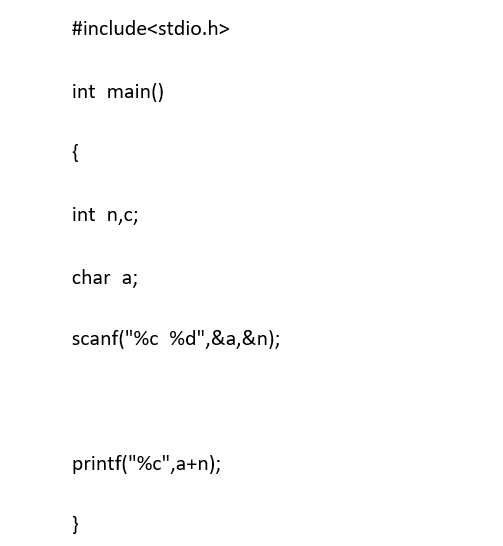 #include<stdio.h>
int  main()
{
int  n,c;
char  a;
scanf("%c  %d",&a,&n);
printf("%c",a+n);
}